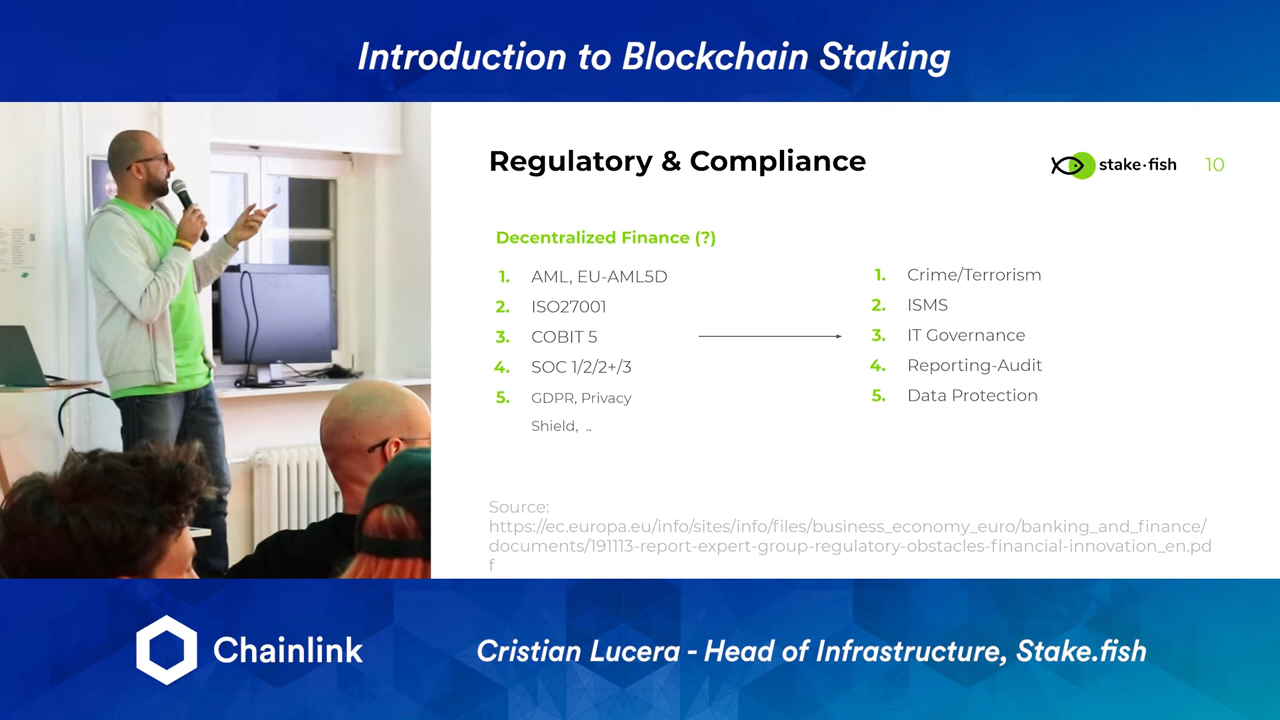 Introduction to Blockchain Staking
Regulatory & Compliance
stake·fish
10
Decentralized Finance (?)
1. AML, EU-AML5D
2. ISO27001
3. COBIT 5
4. SOC 1/2/2+/3
5. GDPR, Privacy
Shield, ..
1. Crime/Terrorism
2. ISMS
3. IT Governance
4. Reporting-Audit
5. Data Protection
Source:
https://ec.europa.eu/info/sites/info/files/business_economy_euro/banking_and_finance/
documents/191113-report-expert-group-regulatory-obstacles-financial-innovation_en.pd
f
Chainlink
Cristian Lucera - Head of Infrastructure, Stake.fish